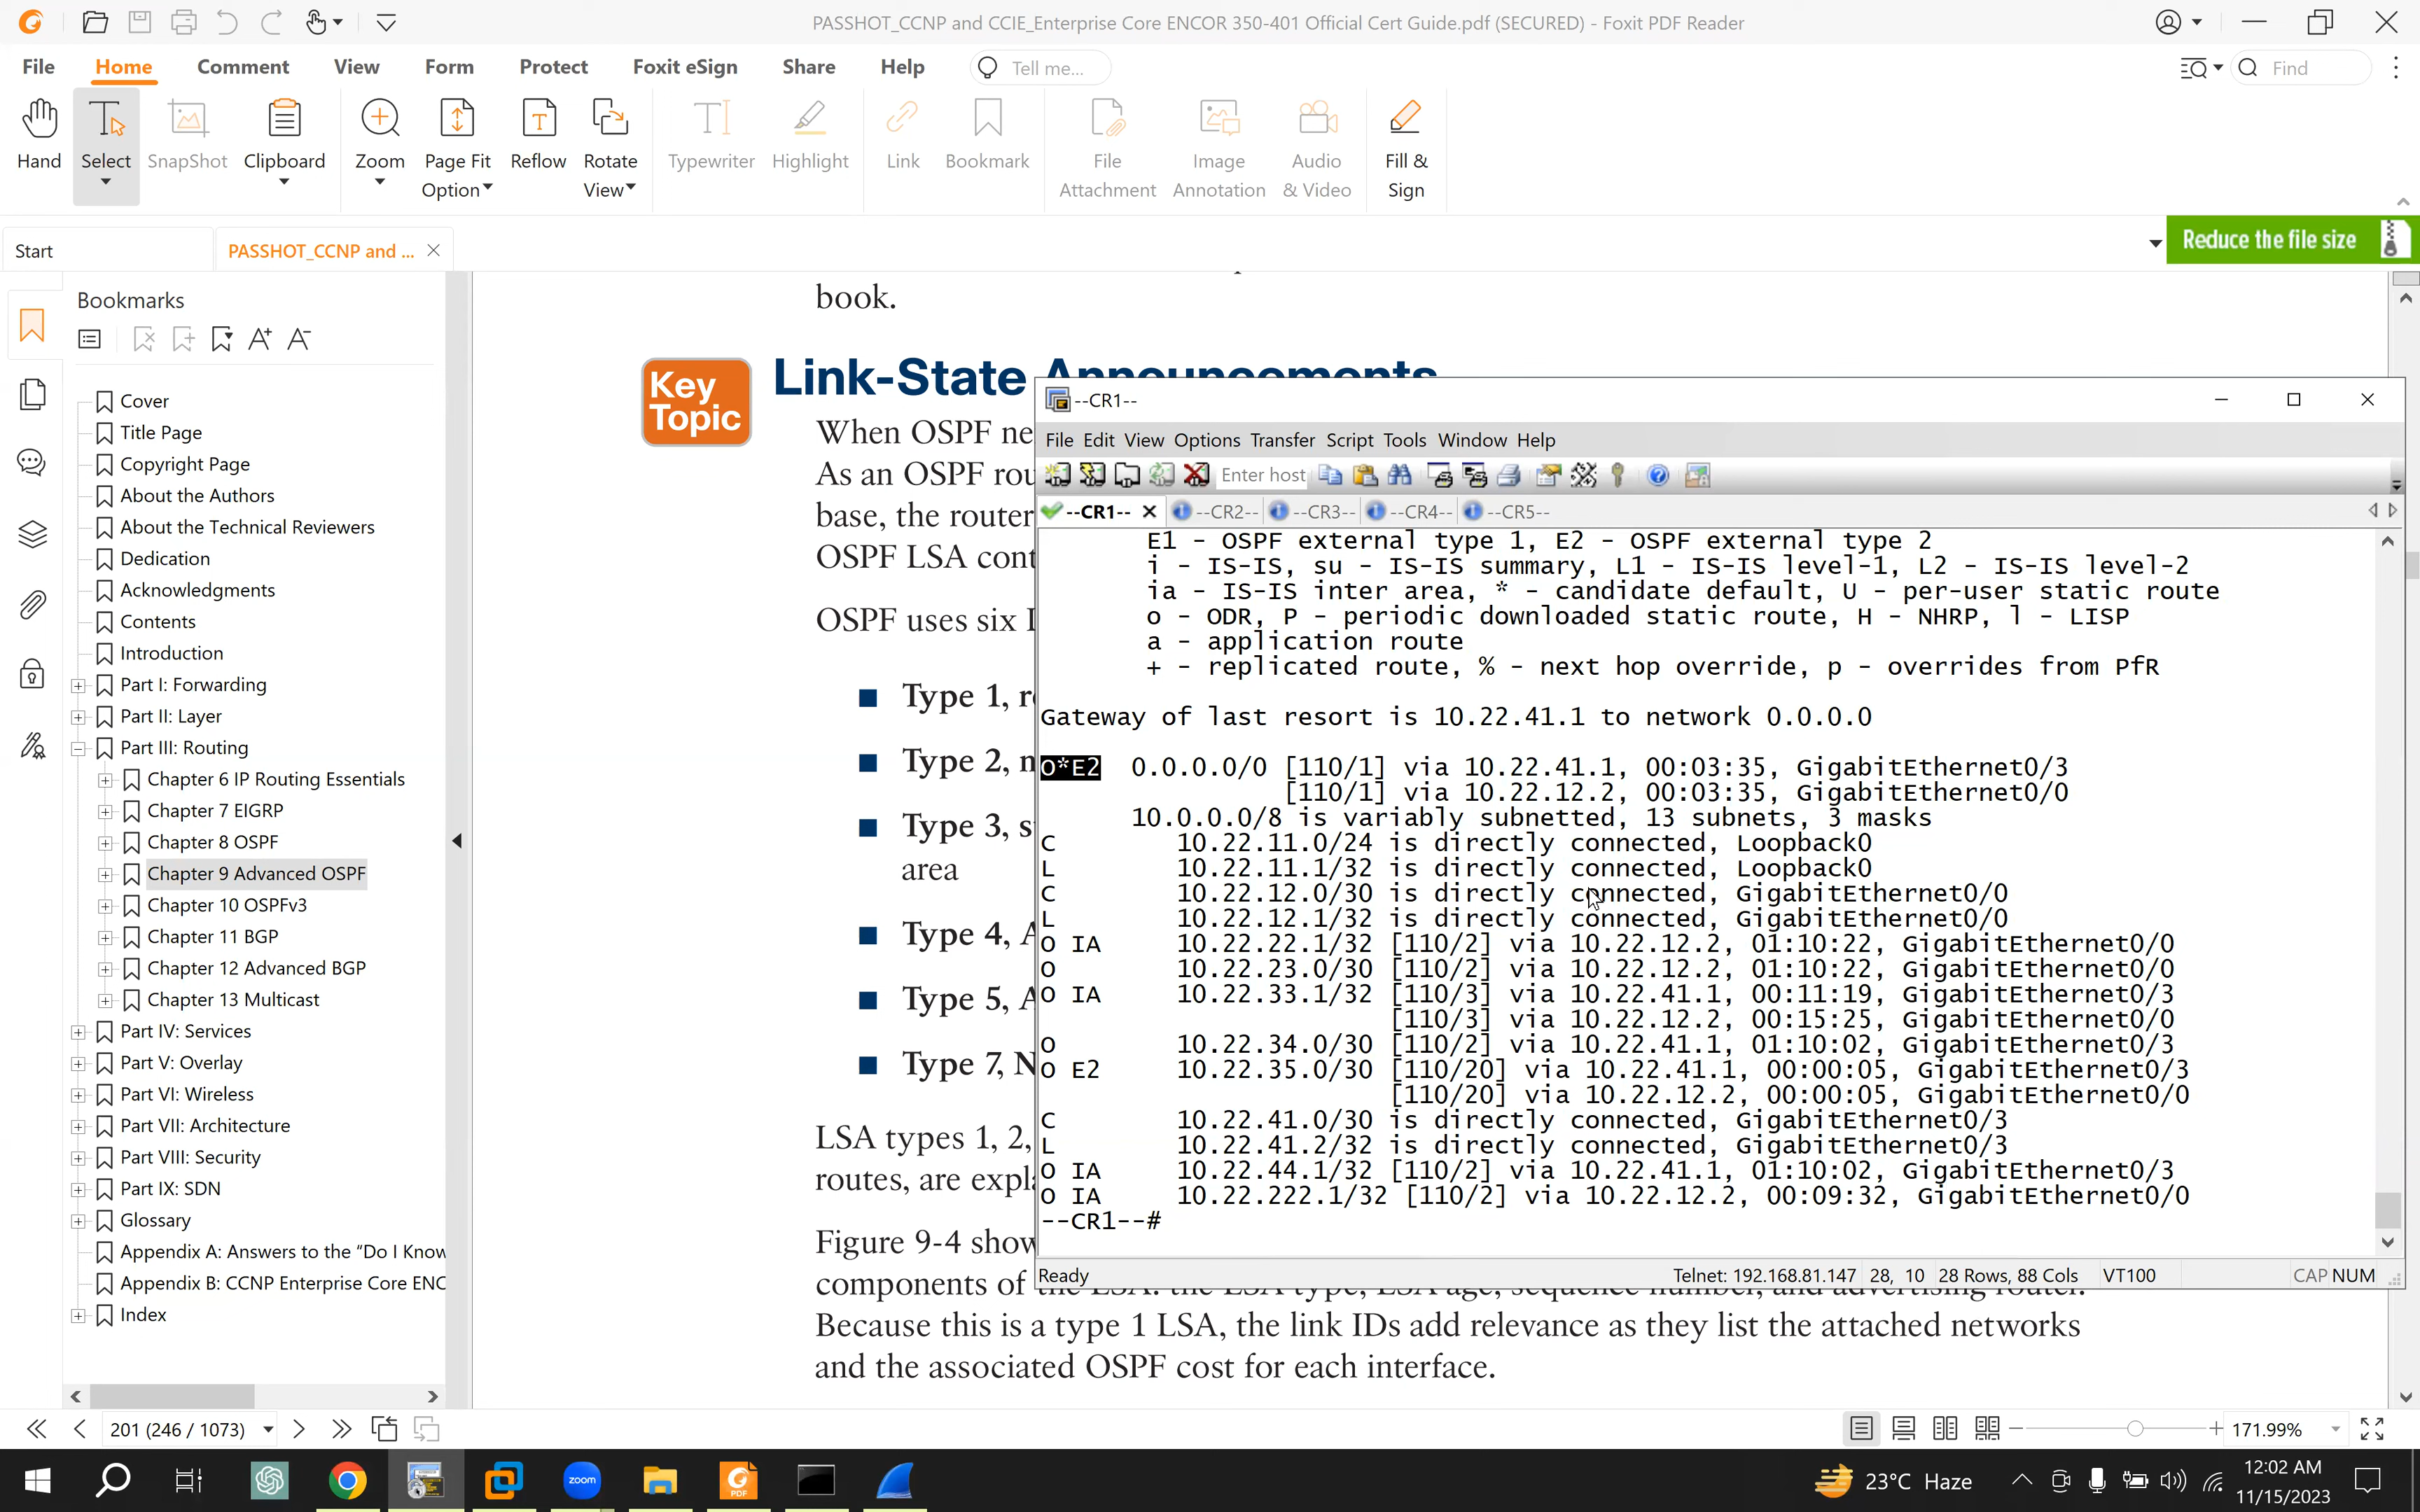 PASSHOT_CCNP and CCIE_Enterprise Core ENCOR 350-401 Official Cert Guide.pdf (SECURED) - Foxit PDF Reader
File Home Comment View Form Protect Foxit eSign Share Help Tell me... Find
Hand Select SnapShot Clipboard Zoom Page Fit Option Reflow Rotate View Typewriter Highlight Link Bookmark File Attachment Image Annotation Audio & Video Fill & Sign
Start PASSHOT_CCNP and ... Reduce the file size
Bookmarks
Cover
Title Page
Copyright Page
About the Authors
About the Technical Reviewers
Dedication
Acknowledgments
Contents
Introduction
Part I: Forwarding
Part II: Layer
Part III: Routing
Chapter 6 IP Routing Essentials
Chapter 7 EIGRP
Chapter 8 OSPF
Chapter 9 Advanced OSPF
Chapter 10 OSPFv3
Chapter 11 BGP
Chapter 12 Advanced BGP
Chapter 13 Multicast
Part IV: Services
Part V: Overlay
Part VI: Wireless
Part VII: Architecture
Part VIII: Security
Part IX: SDN
Glossary
Appendix A: Answers to the “Do I Know
Appendix B: CCNP Enterprise Core ENC
Index
book.
Key Topic
Link-State Announcements
When OSPF ne
As an OSPF rou
base, the router
OSPF LSA cont
OSPF uses six
Type 1, r
Type 2, n
Type 3, s
area
Type 4, A
Type 5, A
Type 7, N
LSA types 1, 2,
routes, are expl
Figure 9-4 show
components of the LSA: the LSA type, LSA age, sequence number, and advertising router.
Because this is a type 1 LSA, the link IDs add relevance as they list the attached networks
and the associated OSPF cost for each interface.
--CR1--
File Edit View Options Transfer Script Tools Window Help
Enter host
--CR1-- --CR2-- --CR3-- --CR4-- --CR5--
E1 - OSPF external type 1, E2 - OSPF external type 2
i - IS-IS, su - IS-IS summary, L1 - IS-IS level-1, L2 - IS-IS level-2
ia - IS-IS inter area, * - candidate default, U - per-user static route
o - ODR, P - periodic downloaded static route, H - NHRP, l - LISP
a - application route
+ - replicated route, % - next hop override, p - overrides from PfR
Gateway of last resort is 10.22.41.1 to network 0.0.0.0
O*E2 0.0.0.0/0 [110/1] via 10.22.41.1, 00:03:35, GigabitEthernet0/3
[110/1] via 10.22.12.2, 00:03:35, GigabitEthernet0/0
10.0.0.0/8 is variably subnetted, 13 subnets, 3 masks
C 10.22.11.0/24 is directly connected, Loopback0
L 10.22.11.1/32 is directly connected, Loopback0
C 10.22.12.0/30 is directly connected, GigabitEthernet0/0
L 10.22.12.1/32 is directly connected, GigabitEthernet0/0
O IA 10.22.22.1/32 [110/2] via 10.22.12.2, 01:10:22, GigabitEthernet0/0
O 10.22.23.0/30 [110/2] via 10.22.12.2, 01:10:22, GigabitEthernet0/0
O IA 10.22.33.1/32 [110/3] via 10.22.41.1, 00:11:19, GigabitEthernet0/3
[110/3] via 10.22.12.2, 00:15:25, GigabitEthernet0/0
O 10.22.34.0/30 [110/2] via 10.22.41.1, 01:10:02, GigabitEthernet0/3
O E2 10.22.35.0/30 [110/20] via 10.22.41.1, 00:00:05, GigabitEthernet0/3
[110/20] via 10.22.12.2, 00:00:05, GigabitEthernet0/0
C 10.22.41.0/30 is directly connected, GigabitEthernet0/3
L 10.22.41.2/32 is directly connected, GigabitEthernet0/3
O IA 10.22.44.1/32 [110/2] via 10.22.41.1, 01:10:02, GigabitEthernet0/3
O IA 10.22.222.1/32 [110/2] via 10.22.12.2, 00:09:32, GigabitEthernet0/0
--CR1--#
Ready Telnet: 192.168.81.147 28, 10 28 Rows, 88 Cols VT100 CAP NUM
201 (246 / 1073) 171.99%
zoom PDF 23°C Haze 12:02 AM
11/15/2023